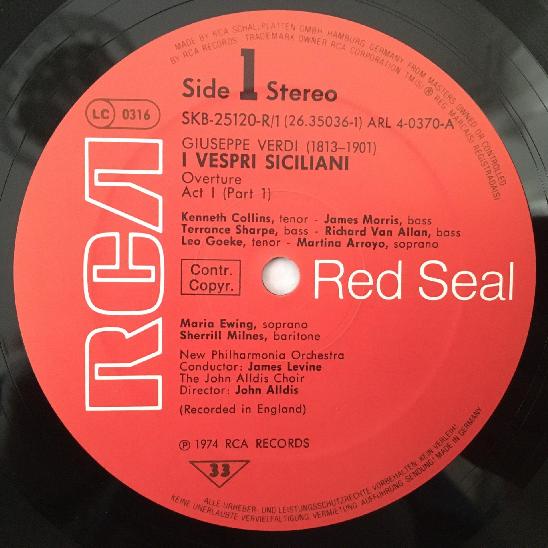 MADE BY RCA SCHALLPLATTEN GMBH, HAMBURG, GERMANY FROM MASTERS OWNED OR CONTROLLED
BY RCA RECORDS TRADEMARK OWNER RCA CORPORATION TM(S) ® REG. MARCA(S) REGISTRADA(S)
Side 1 Stereo
LC 0316
SKB-25120-R/1 (26.35036-1) ARL 4-0370-A
GIUSEPPE VERDI (1813–1901)
I VESPRI SICILIANI
Overture
Act I (Part 1)
Kenneth Collins, tenor - James Morris, bass
Terrance Sharpe, bass - Richard Van Allan, bass
Leo Goeke, tenor - Martina Arroyo, soprano
RCA
Contr.
Copyr.
Red Seal
Maria Ewing, soprano
Sherrill Milnes, baritone
New Philharmonia Orchestra
Conductor: James Levine
The John Alldis Choir
Director: John Alldis
(Recorded in England)
℗ 1974 RCA RECORDS
33
ALLE URHEBER- UND LEISTUNGSSCHUTZRECHTE VORBEHALTEN, KEIN VERLEIH!
KEINE UNERLAUBTE VERVIELFÄLTIGUNG, VERMIETUNG, AUFFÜHRUNG, SENDUNG! MADE IN GERMANY